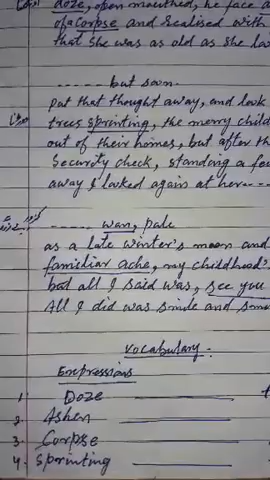 doze, open mouthed, he face a
of a corpse and realised with
that she was as old as she loo
...... but soon
put that thought away, and look
trees sprinting, the merry child
out of their homes, but after th
Security check, standing a few
away I looked again at her----
...... wan, pale
as a late winter's moon and
familiar ache, my childhood's
but all I said was, see you
All I did was smile and smi
Vocabulary.
Expressions
1. Doze
2. Ashen
3. Corpse
4. Sprinting